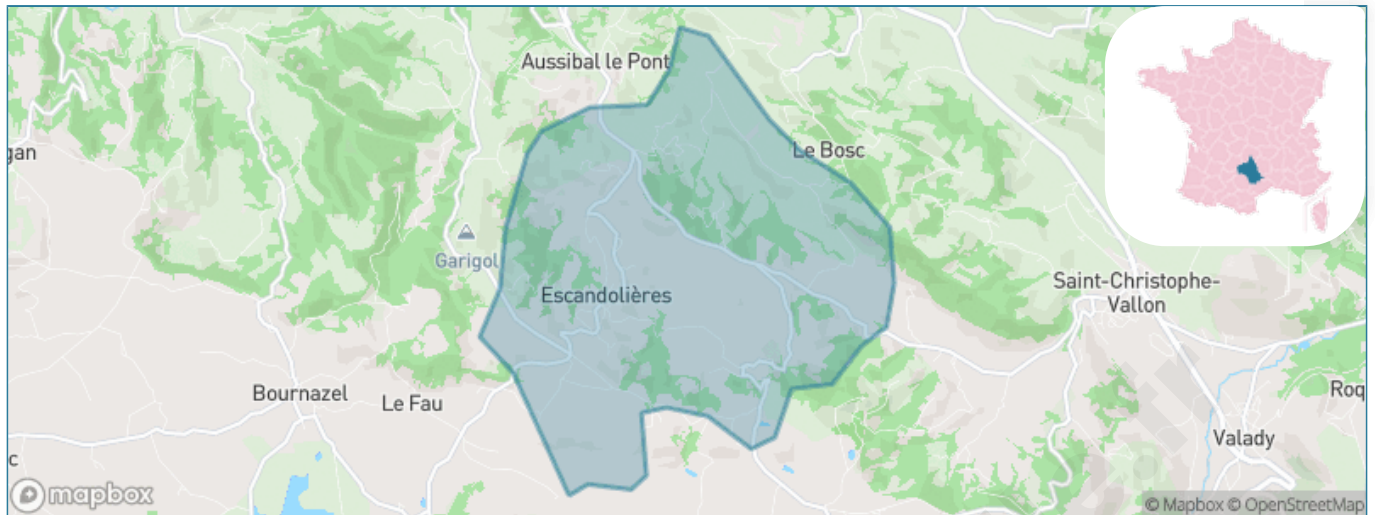 Aussibal le Pont
Le Bosc
gan
Garigol
Escandolières
Saint-Christophe-
Vallon
Bournazel
Le Fau
Roq
Valady
c
mapbox
© Mapbox © OpenStreetMap